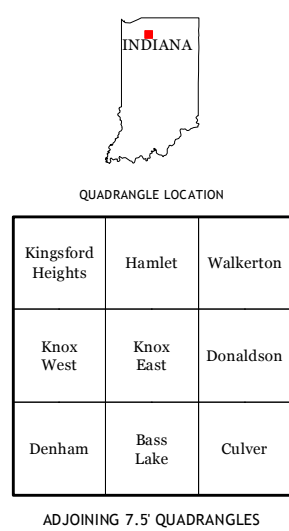 INDIANA
QUADRANGLE LOCATION
Kingsford
Heights
Hamlet
Walkerton
Knox
West
Knox
East
Donaldson
Denham
Bass
Lake
Culver
ADJOINING 7.5' QUADRANGLES